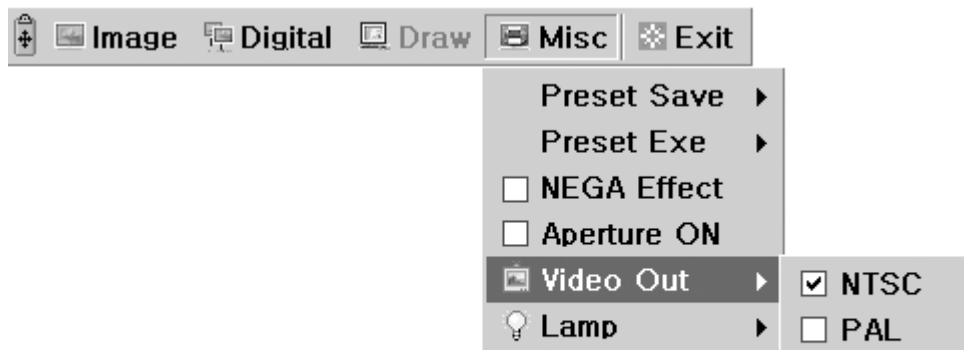 Image Digital Draw Misc Exit
Preset Save
Preset Exe
NEGA Effect
Aperture ON
Video Out
NTSC
Lamp
PAL